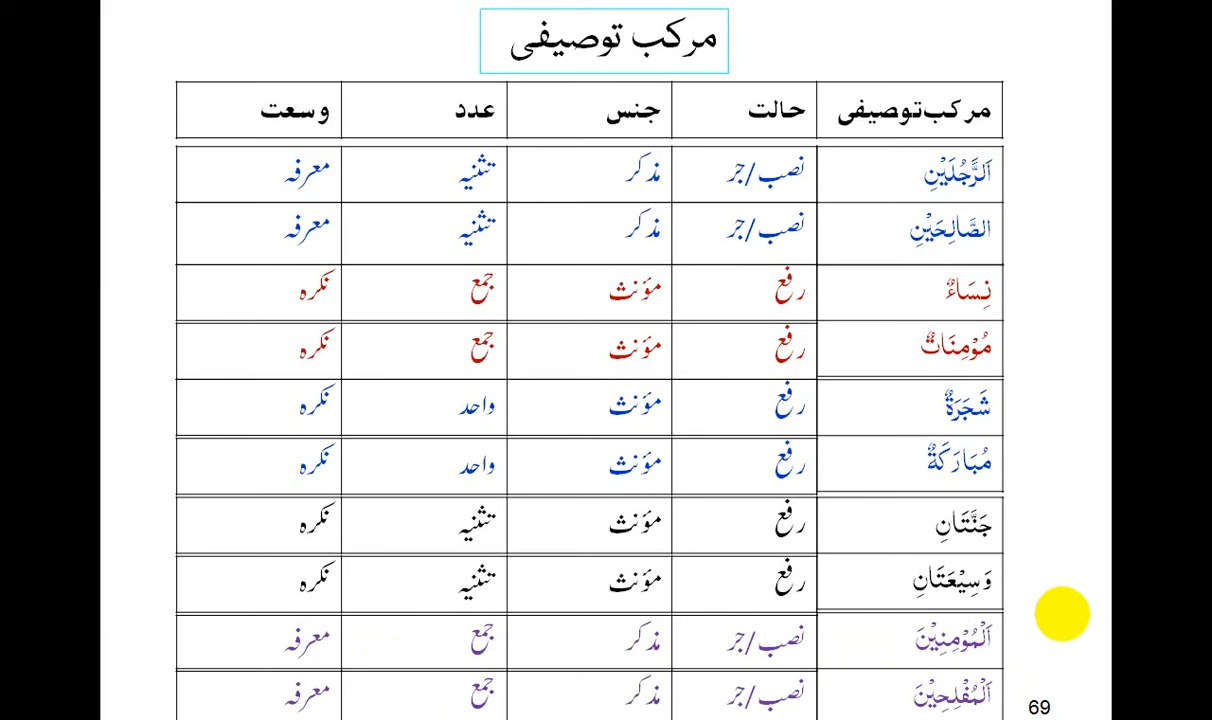 مرکب توصیفی
مرکب توصیفی حالت جنس عدد وسعت
اَلرَّجُلَيْنِ نصب/جر مذکر تثنیہ معرفہ
الصَّالِحَيْنِ نصب/جر مذکر تثنیہ معرفہ
نِسَاءٌ رفع مؤنث جمع نکرہ
مُوْمِنَاتٌ رفع مؤنث جمع نکرہ
شَجَرَةٌ رفع مؤنث واحد نکرہ
مُبَارَكَةٌ رفع مؤنث واحد نکرہ
جَنَّتَانِ رفع مؤنث تثنیہ نکرہ
وَسِيْعَتَانِ رفع مؤنث تثنیہ نکرہ
اَلْمُوْمِنِيْنَ نصب/جر مذکر جمع معرفہ
اَلْمُفْلِحِيْنَ نصب/جر مذکر جمع معرفہ
69